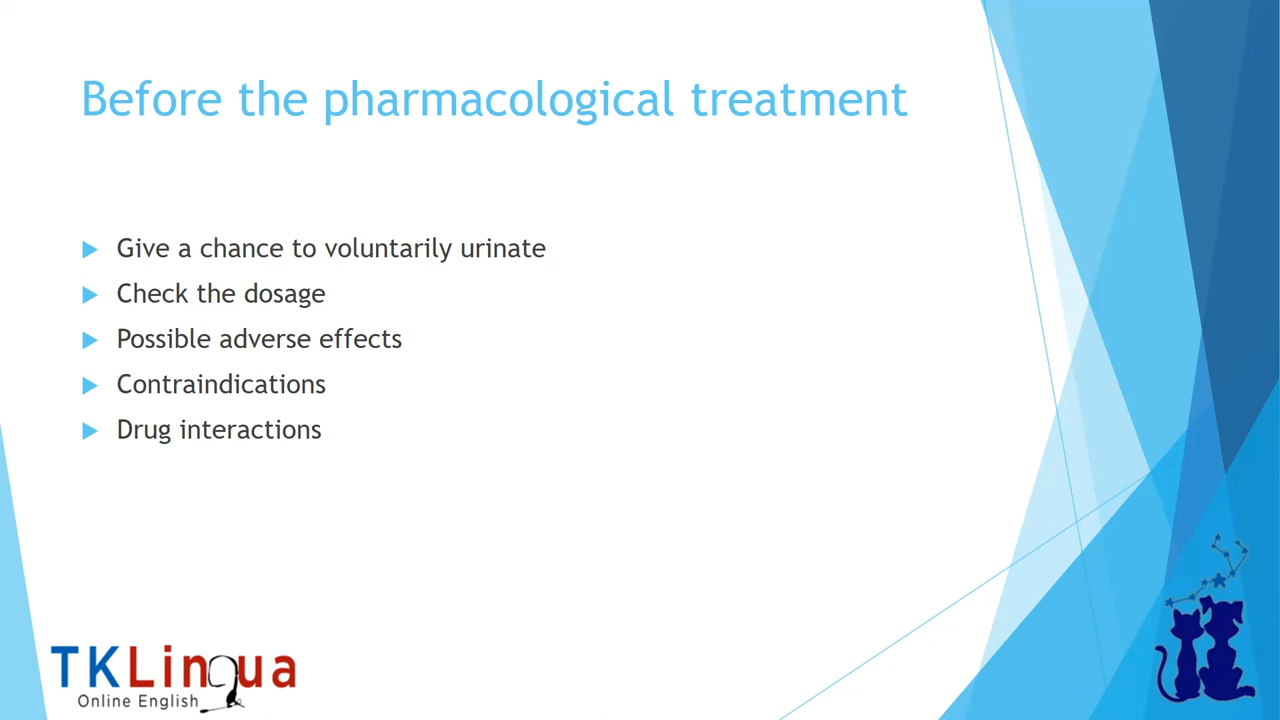 Before the pharmacological treatment
Give a chance to voluntarily urinate
Check the dosage
Possible adverse effects
Contraindications
Drug interactions
TKLingua
Online English